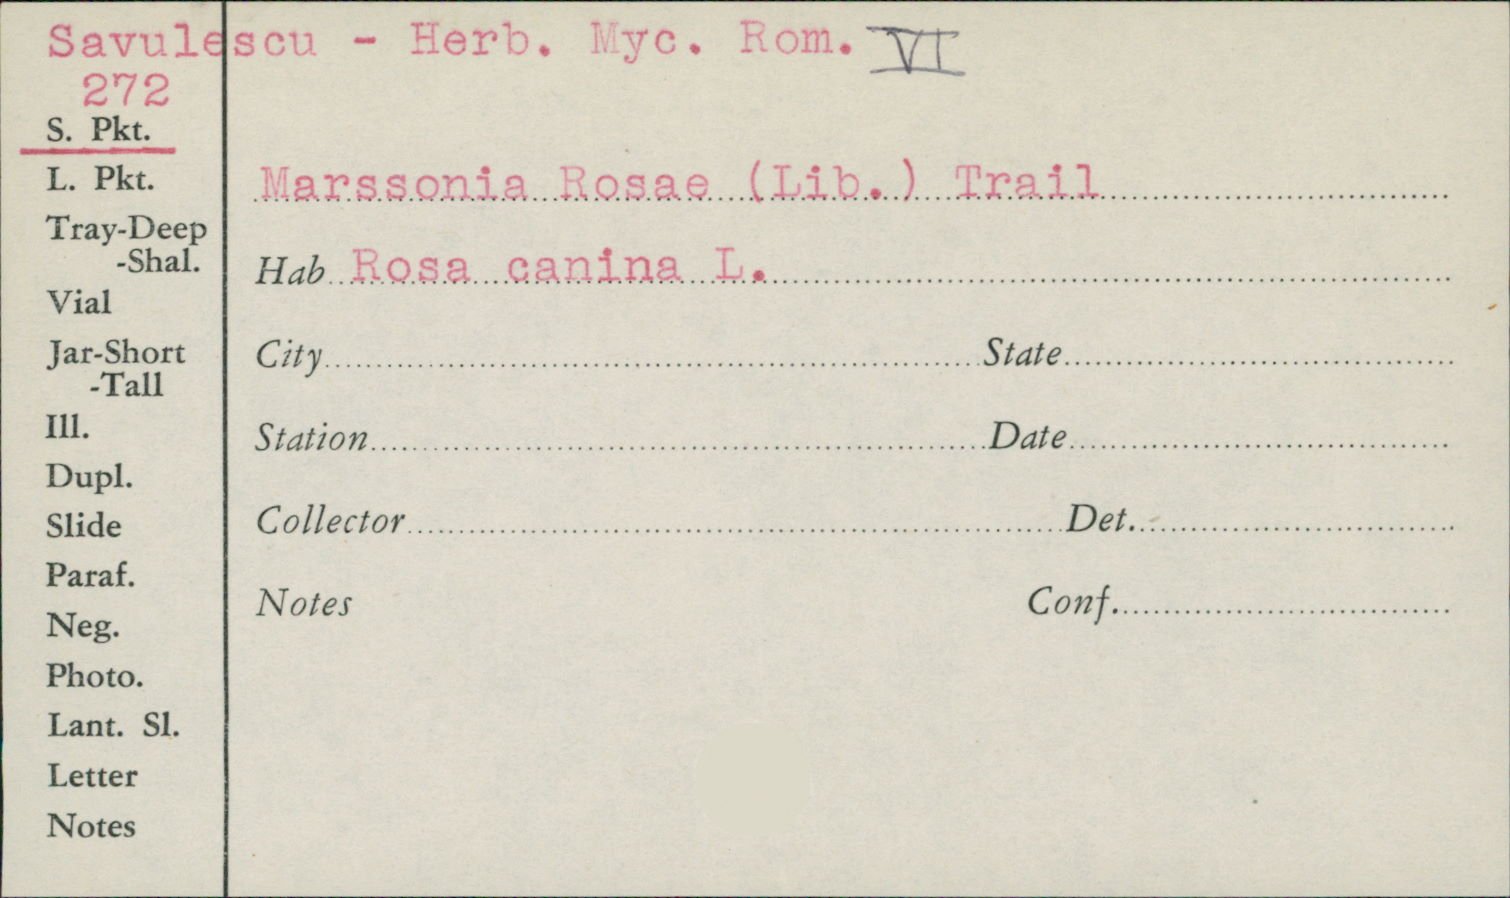 Savulescu - Herb. Myc. Rom. VI
272
S. Pkt.
L. Pkt.
Marssonia Rosae (Lib.) Trail
Tray-Deep
-Shal.
Hab Rosa canina L.
Vial
Jar-Short
-Tall
City State
Ill.
Station Date
Dupl.
Slide
Collector Det.
Paraf.
Neg.
Notes Conf.
Photo.
Lant. Sl.
Letter
Notes